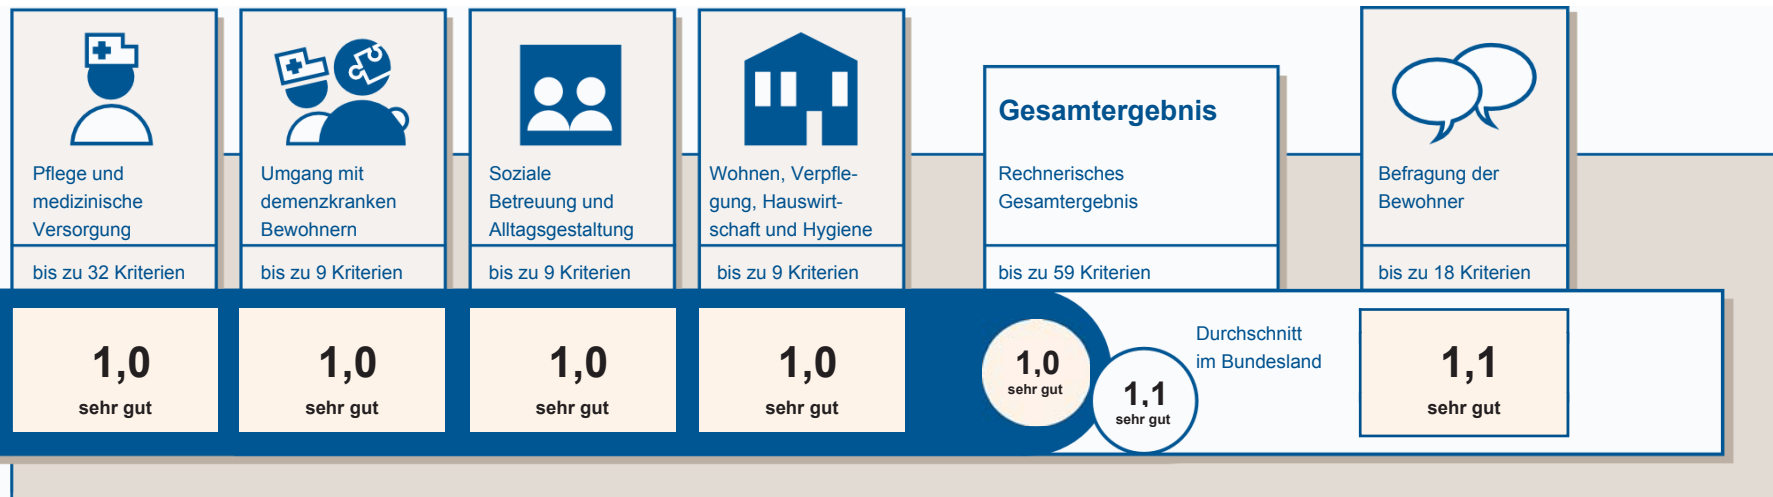 Pflege und
medizinische
Versorgung
bis zu 32 Kriterien
1,0
sehr gut
Umgang mit
demenzkranken
Bewohnern
bis zu 9 Kriterien
1,0
sehr gut
Soziale
Betreuung und
Alltagsgestaltung
bis zu 9 Kriterien
1,0
sehr gut
Wohnen, Verpfle-
gung, Hauswirt-
schaft und Hygiene
bis zu 9 Kriterien
1,0
sehr gut
Gesamtergebnis
Rechnerisches
Gesamtergebnis
bis zu 59 Kriterien
1,0
sehr gut
1,1
sehr gut
Durchschnitt
im Bundesland
Befragung der
Bewohner
bis zu 18 Kriterien
1,1
sehr gut